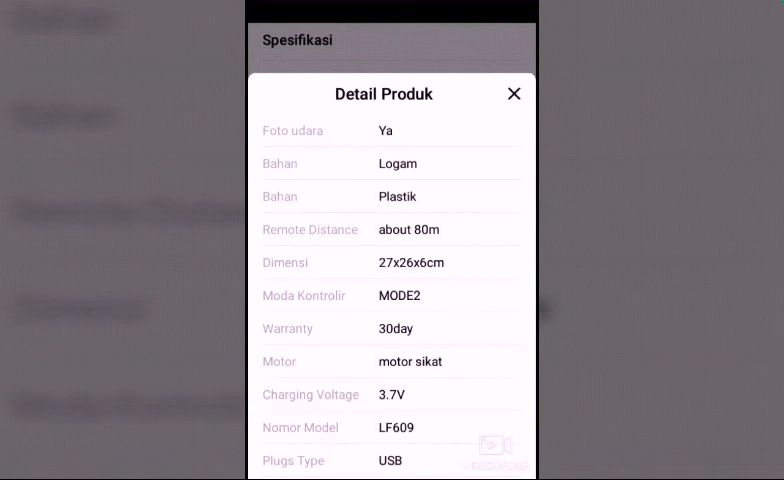 Spesifikasi
Detail Produk
Foto udara Ya
Bahan Logam
Bahan Plastik
Remote Distance about 80m
Dimensi 27x26x6cm
Moda Kontrolir MODE2
Warranty 30day
Motor motor sikat
Charging Voltage 3.7V
Nomor Model LF609
Plugs Type USB